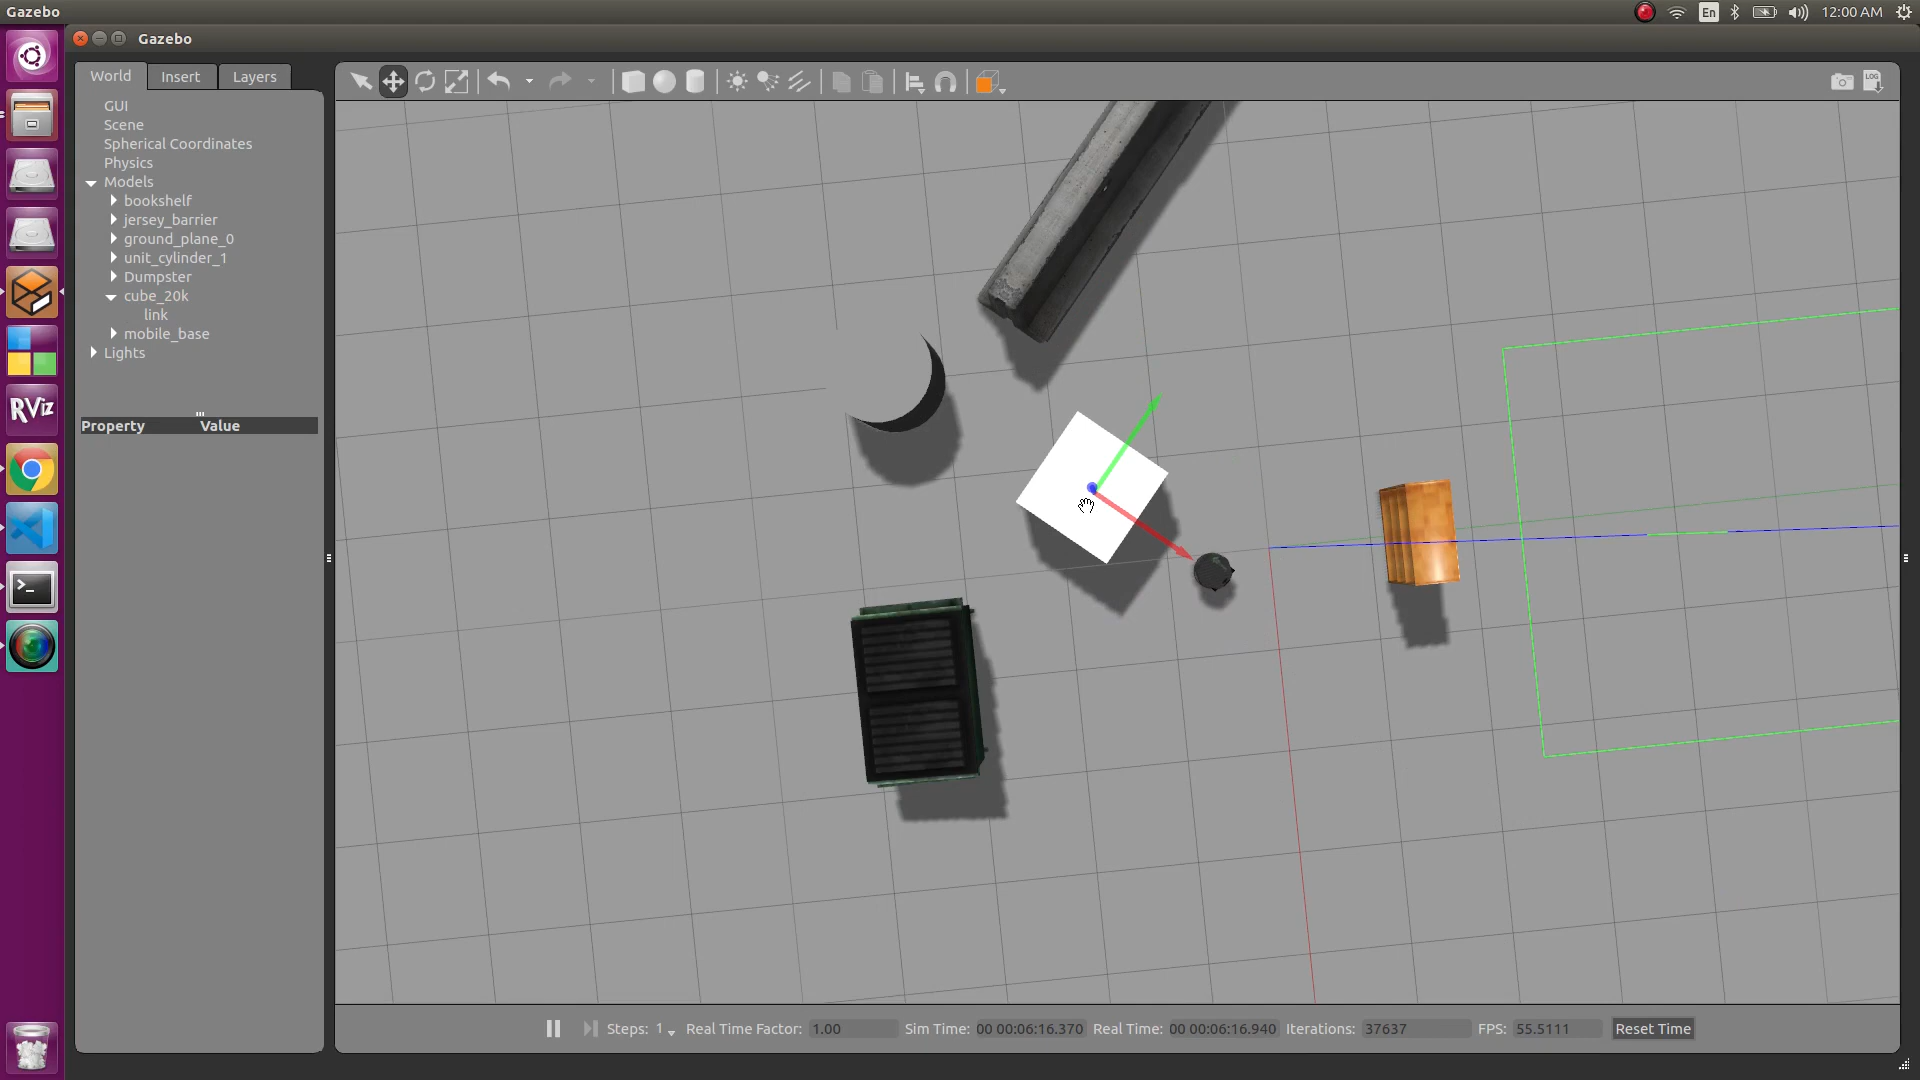 Gazebo
En
12:00 AM
Gazebo
World Insert Layers
LOG
GUI
Scene
Spherical Coordinates
Physics
Models
bookshelf
jersey_barrier
ground_plane_0
unit_cylinder_1
Dumpster
cube_20k
link
mobile_base
Lights
Property Value
RViz
Steps: 1 Real Time Factor: 1.00 Sim Time: 00 00:06:16.370 Real Time: 00 00:06:16.940 Iterations: 37637 FPS: 55.5111 Reset Time